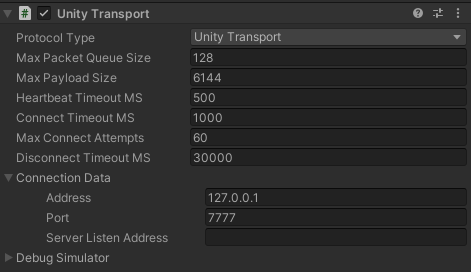 Unity Transport
Protocol Type Unity Transport
Max Packet Queue Size 128
Max Payload Size 6144
Heartbeat Timeout MS 500
Connect Timeout MS 1000
Max Connect Attempts 60
Disconnect Timeout MS 30000
Connection Data
Address 127.0.0.1
Port 7777
Server Listen Address
Debug Simulator